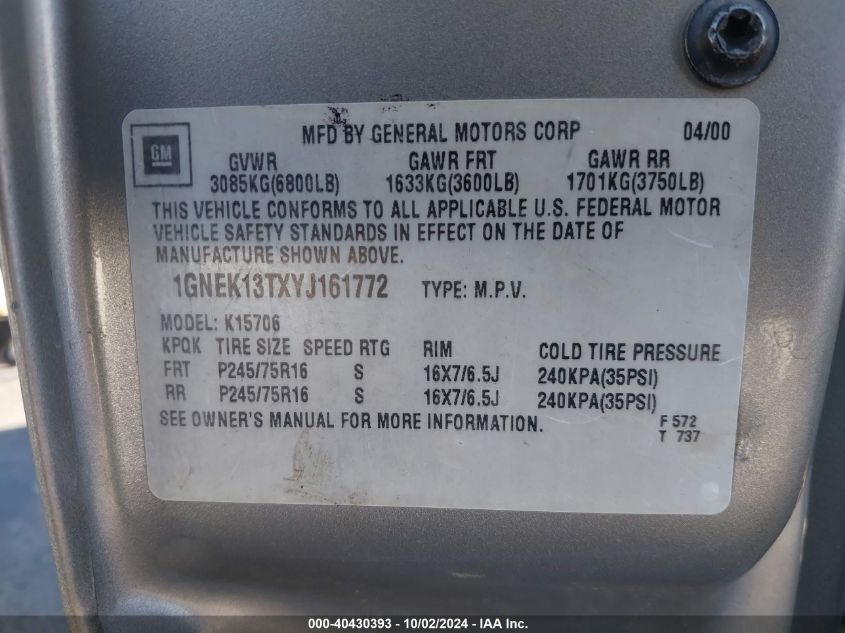 MFD BY GENERAL MOTORS CORP 04/00
GM
GVWR GAWR FRT GAWR RR
3085KG(6800LB) 1633KG(3600LB) 1701KG(3750LB)
THIS VEHICLE CONFORMS TO ALL APPLICABLE U.S. FEDERAL MOTOR
VEHICLE SAFETY STANDARDS IN EFFECT ON THE DATE OF
MANUFACTURE SHOWN ABOVE.
1GNEK13TXYJ161772 TYPE: M.P.V.
MODEL: K15706
KPQK TIRE SIZE SPEED RTG RIM COLD TIRE PRESSURE
FRT P245/75R16 S 16X7/6.5J 240KPA(35PSI)
RR P245/75R16 S 16X7/6.5J 240KPA(35PSI)
SEE OWNER'S MANUAL FOR MORE INFORMATION. F 572
T 737
000-40430393 - 10/02/2024 - IAA Inc.